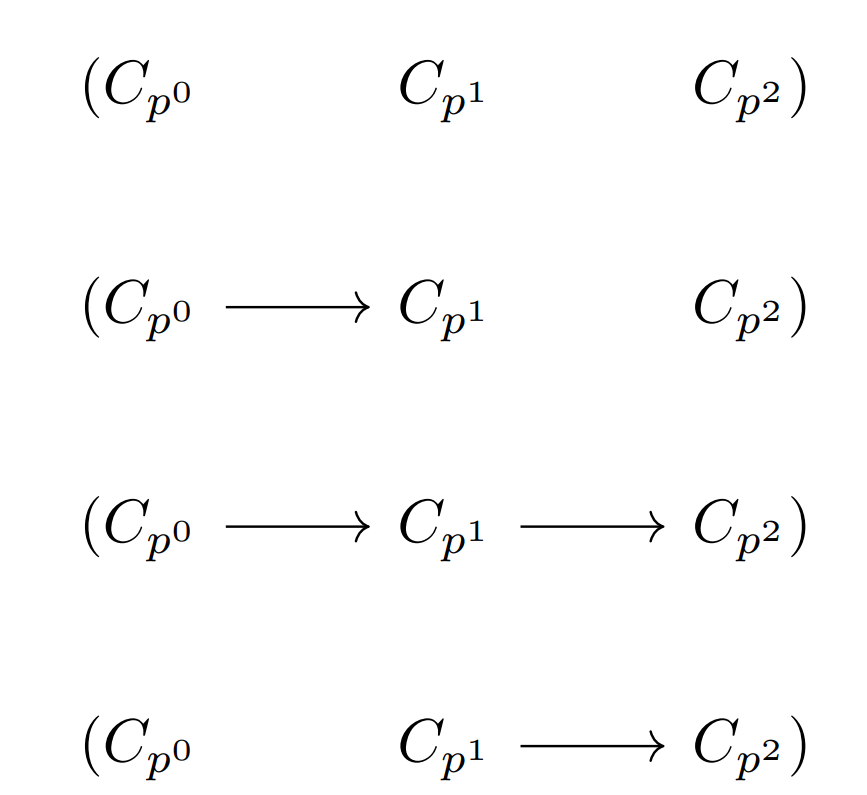 (C_{p^0} C_{p^1} C_{p^2})
(C_{p^0} ⟶ C_{p^1} C_{p^2})
(C_{p^0} ⟶ C_{p^1} ⟶ C_{p^2})
(C_{p^0} C_{p^1} ⟶ C_{p^2})